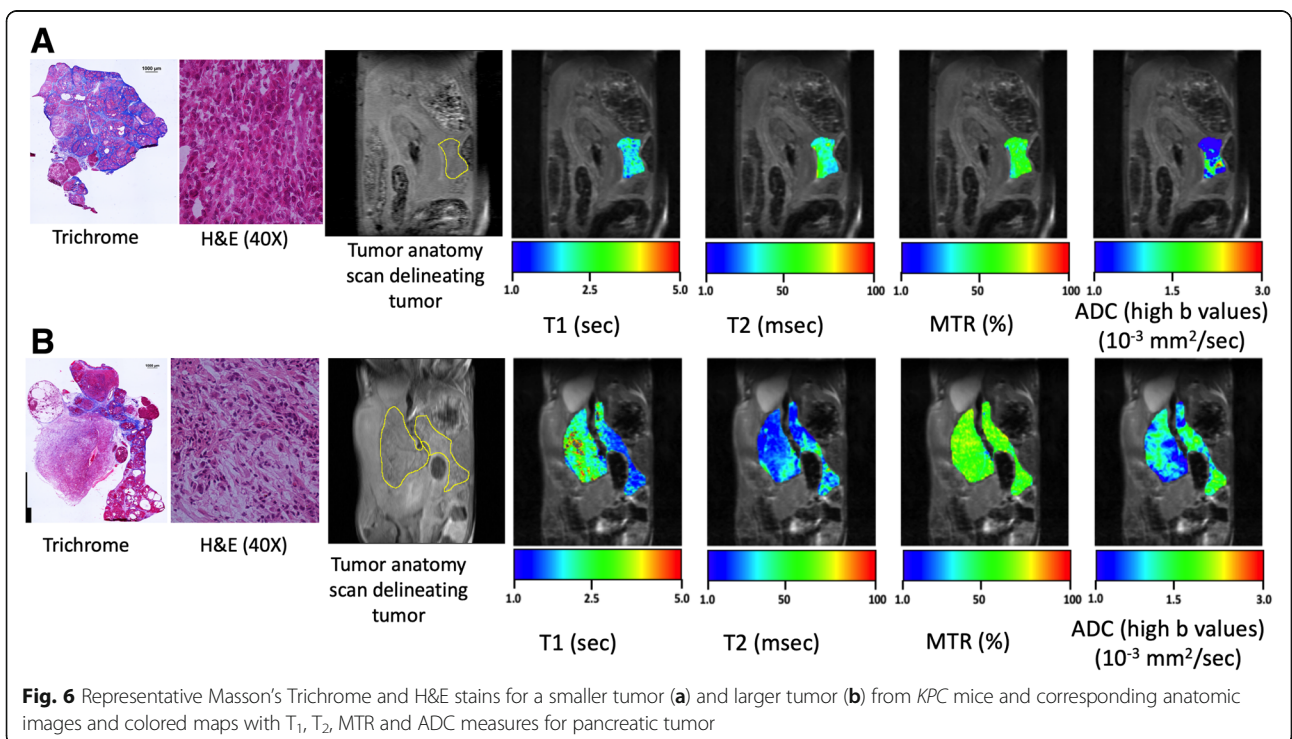 A
1000 µm
Trichrome
H&E (40X)
Tumor anatomy
scan delineating
tumor
1.0 2.5 5.0
T1 (sec)
1.0 50 100
T2 (msec)
1.0 50 100
MTR (%)
1.0 1.5 3.0
ADC (high b values)
(10-3 mm2/sec)
B
Trichrome
H&E (40X)
Tumor anatomy
scan delineating
tumor
1.0 2.5 5.0
T1 (sec)
1.0 50 100
T2 (msec)
1.0 50 100
MTR (%)
1.0 1.5 3.0
ADC (high b values)
(10-3 mm2/sec)
Fig. 6 Representative Masson's Trichrome and H&E stains for a smaller tumor (a) and larger tumor (b) from KPC mice and corresponding anatomic
images and colored maps with T1, T2, MTR and ADC measures for pancreatic tumor